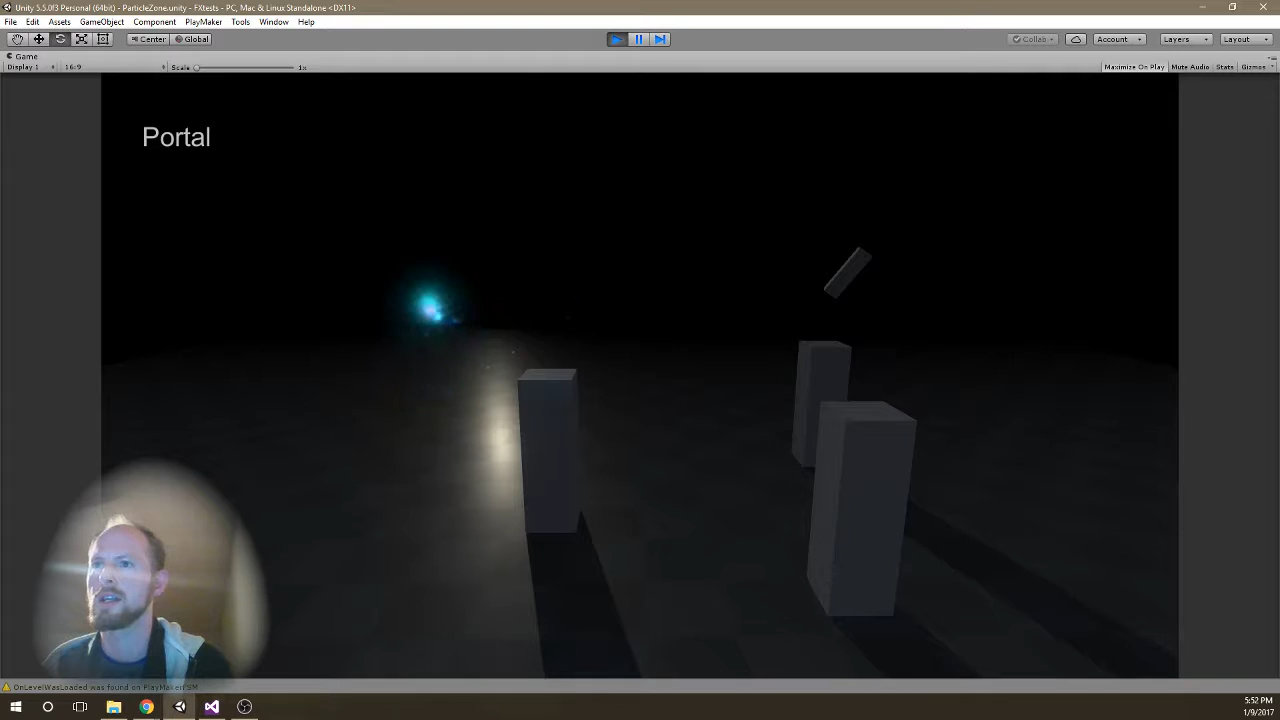 Unity 5.5.0f3 Personal (64bit) - ParticleZone.unity - FXtests - PC, Mac & Linux Standalone <DX11>
File Edit Assets GameObject Component PlayMaker Tools Window Help
Center Global Collab Account Layers Layout
Game
Display 1 16:9 Scale 1x Maximize On Play Mute Audio Stats Gizmos
Portal
OnLevelWasLoaded was found on PlayMakerFSM
5:52 PM
1/9/2017